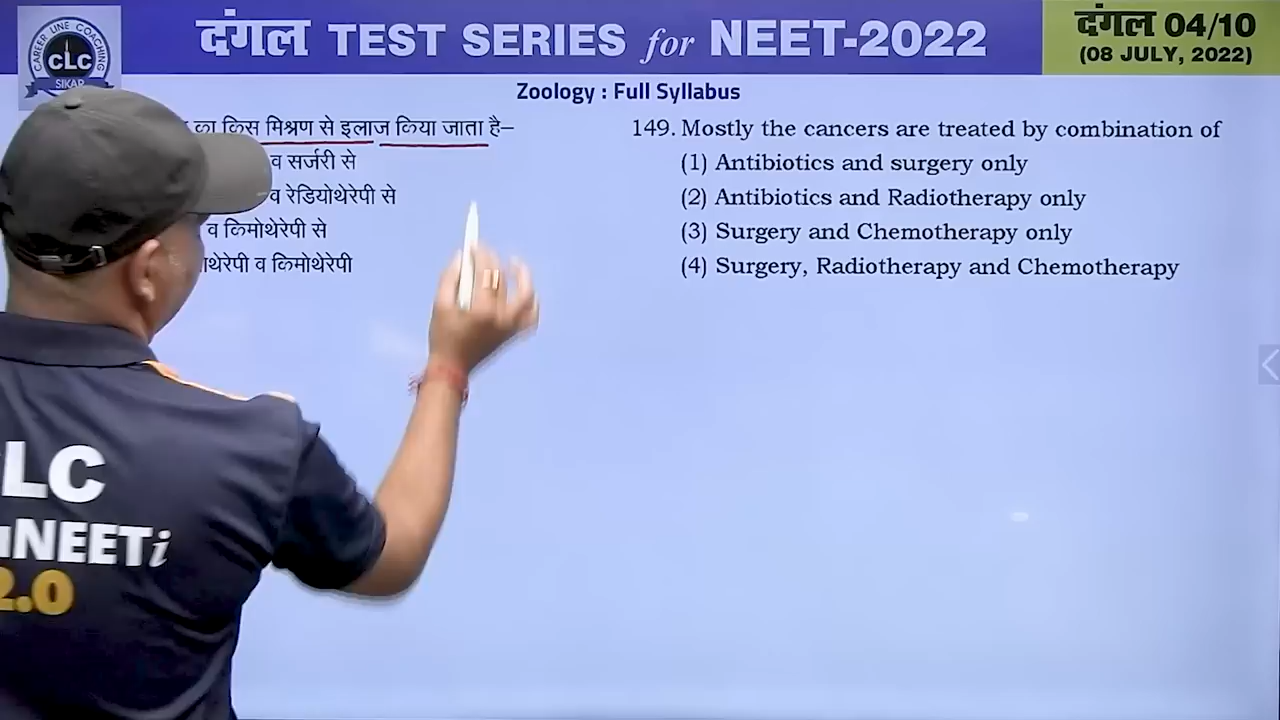 दंगल TEST SERIES for NEET-2022
दंगल 04/10
(08 JULY, 2022)
CAREER LINE COACHING
CLC
SIKAR
Zoology : Full Syllabus
का किस मिश्रण से इलाज किया जाता है–
व सर्जरी से
व रेडियोथेरेपी से
व किमोथेरेपी से
व किमोथेरेपी
149. Mostly the cancers are treated by combination of
(1) Antibiotics and surgery only
(2) Antibiotics and Radiotherapy only
(3) Surgery and Chemotherapy only
(4) Surgery, Radiotherapy and Chemotherapy
LC
NEETi
2.0